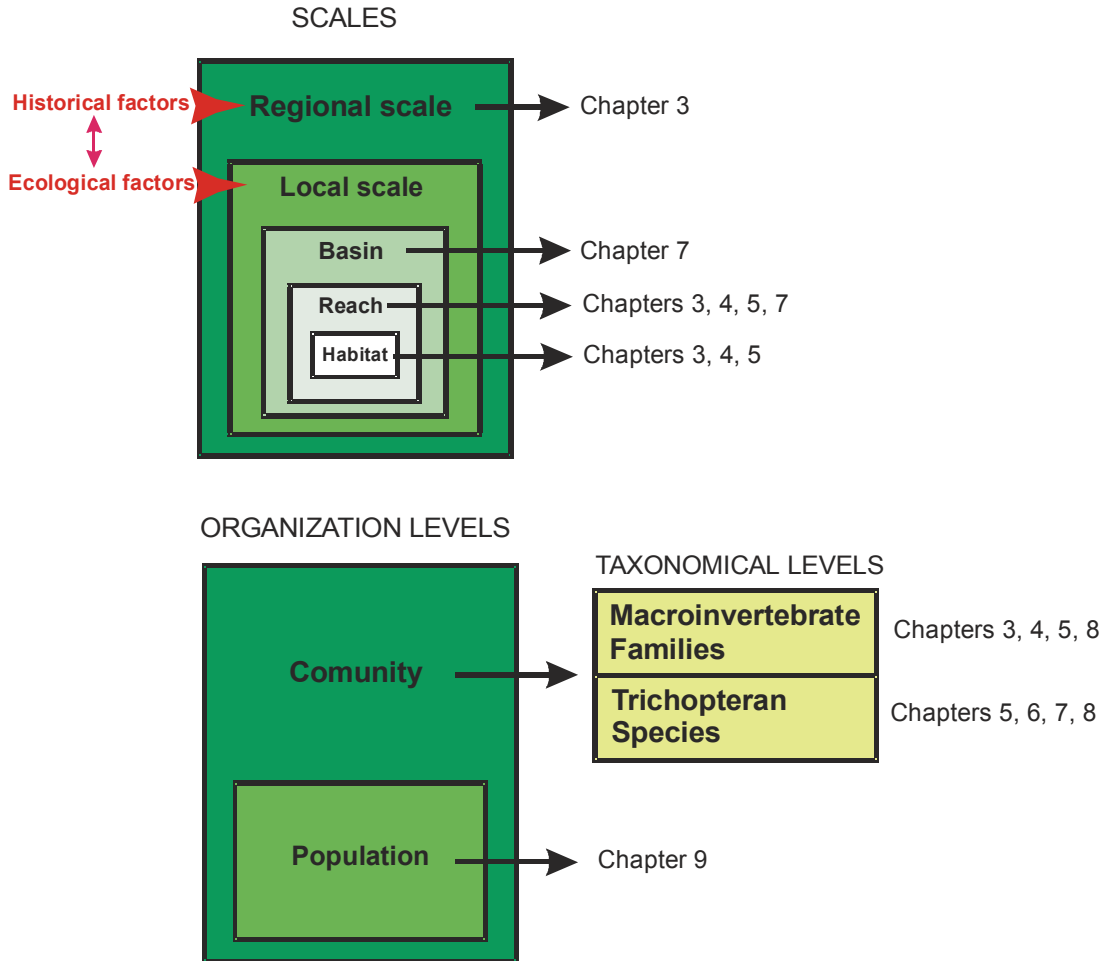 SCALES
Historical factors
Regional scale
Chapter 3
Ecological factors
Local scale
Basin
Chapter 7
Reach
Chapters 3, 4, 5, 7
Habitat
Chapters 3, 4, 5
ORGANIZATION LEVELS
TAXONOMICAL LEVELS
Macroinvertebrate
Families
Chapters 3, 4, 5, 8
Comunity
Trichopteran
Species
Chapters 5, 6, 7, 8
Population
Chapter 9